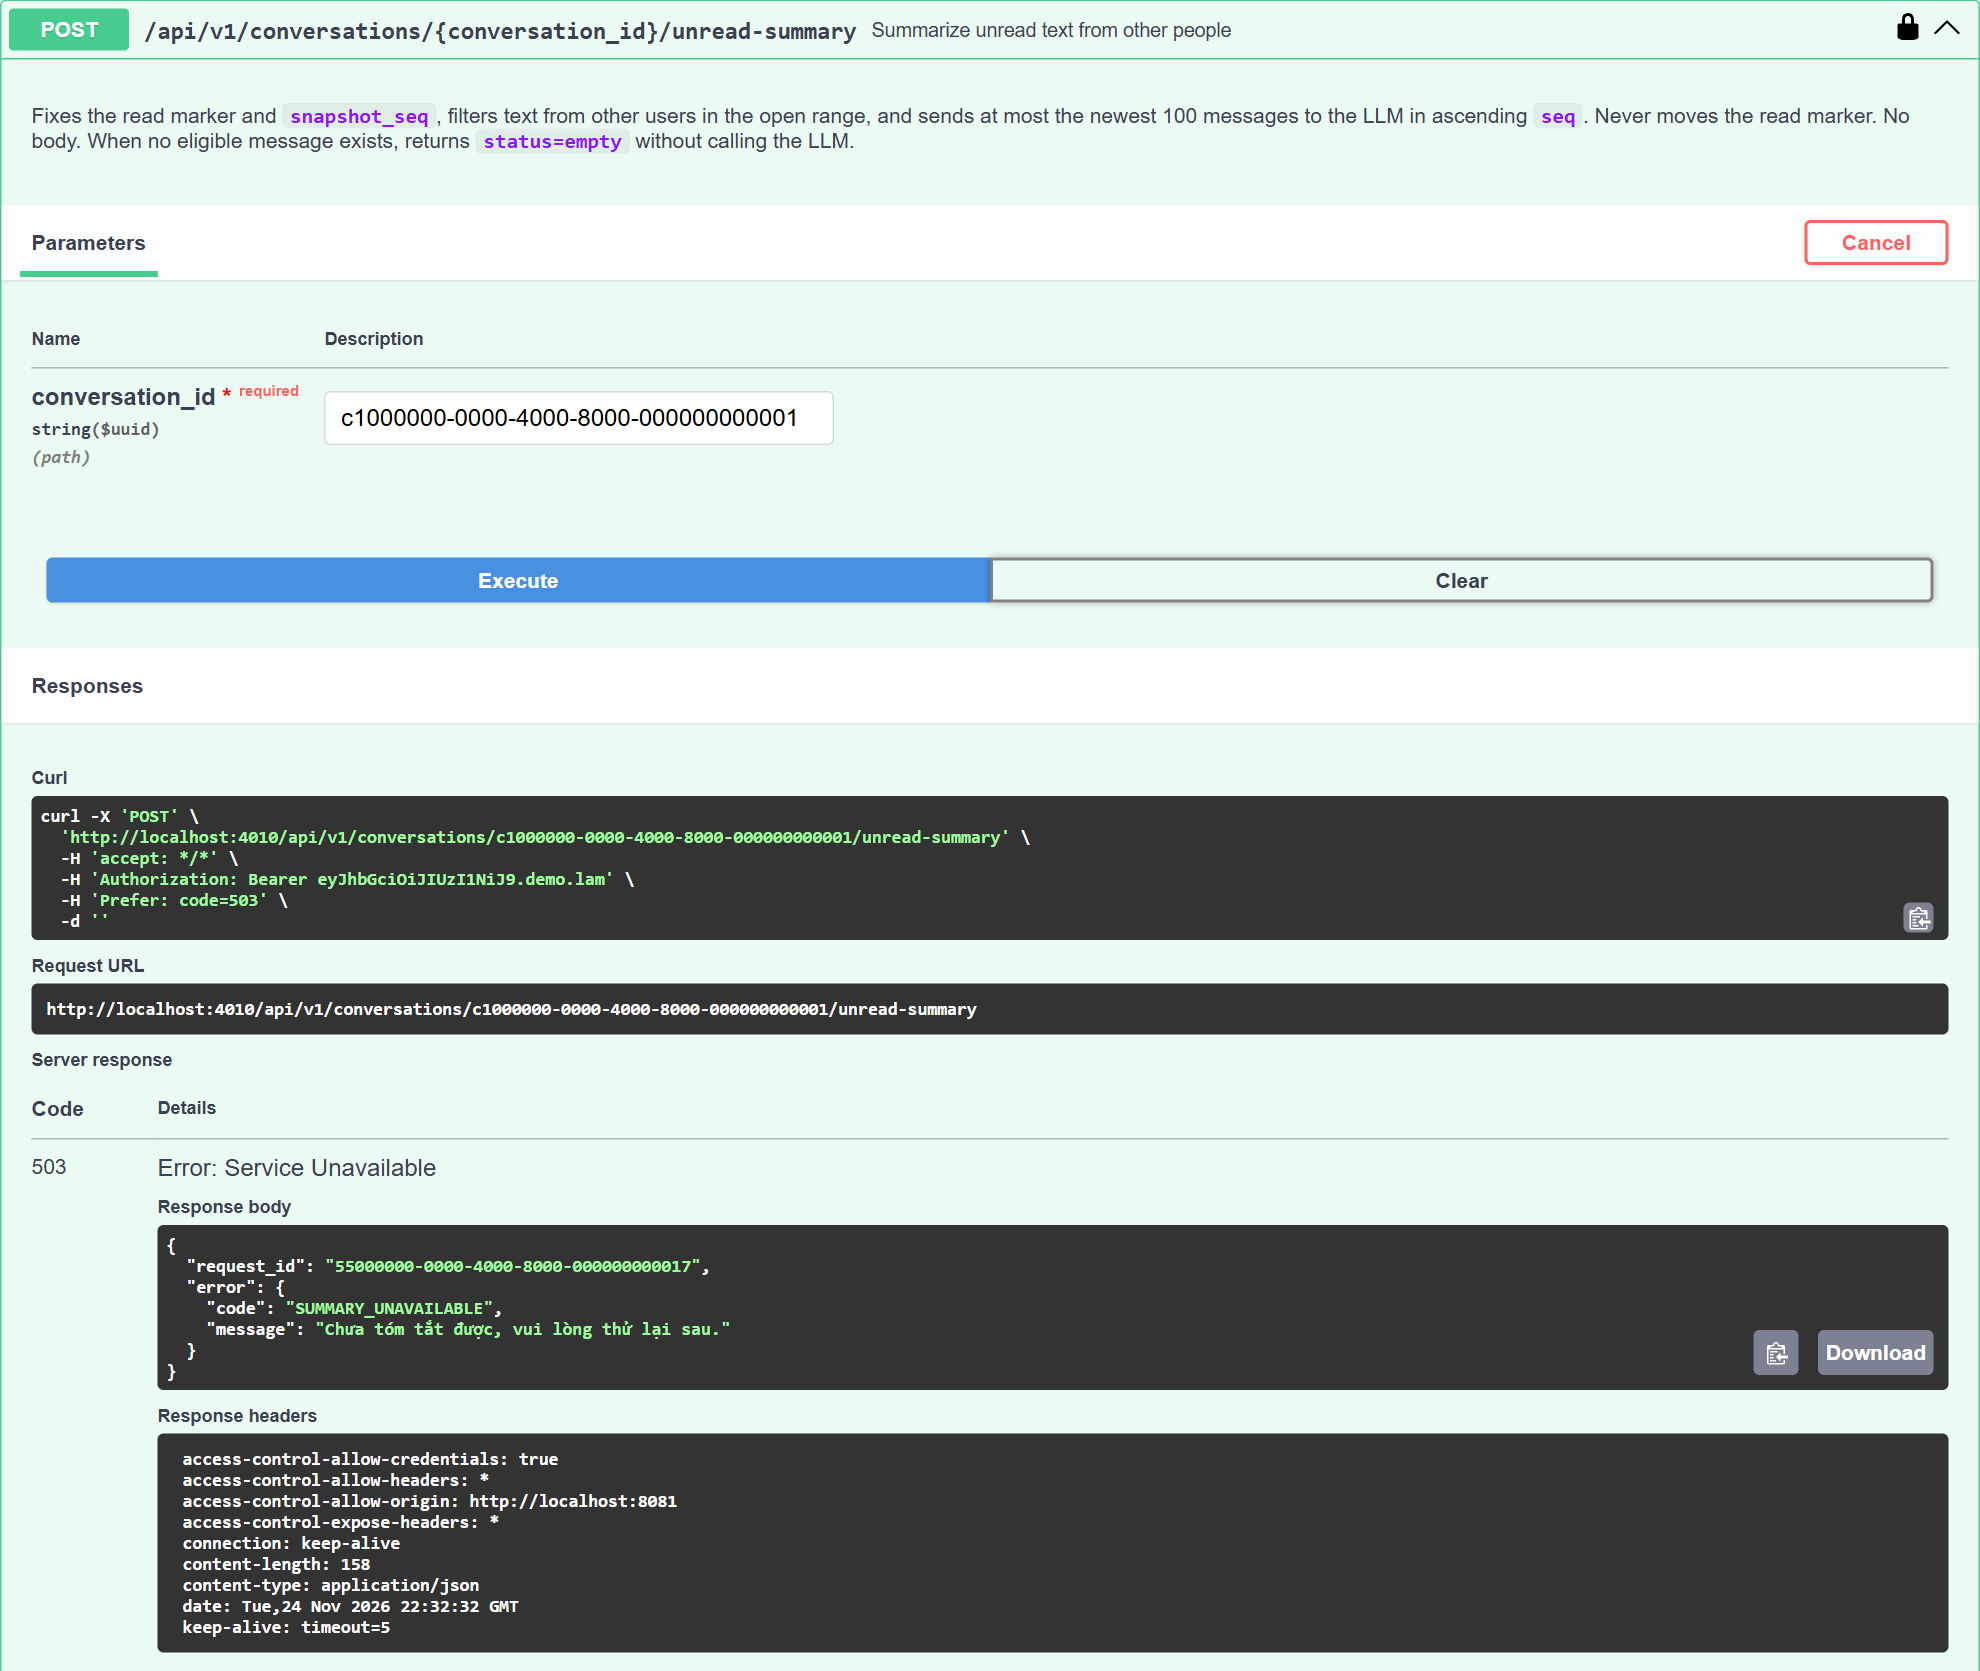 POST /api/v1/conversations/{conversation_id}/unread-summary Summarize unread text from other people
Fixes the read marker and snapshot_seq , filters text from other users in the open range, and sends at most the newest 100 messages to the LLM in ascending seq . Never moves the read marker. No
body. When no eligible message exists, returns status=empty without calling the LLM.
Parameters
Cancel
Name Description
conversation_id * required
string($uuid)
(path)
c1000000-0000-4000-8000-000000000001
Execute Clear
Responses
Curl
curl -X 'POST' \
'http://localhost:4010/api/v1/conversations/c1000000-0000-4000-8000-000000000001/unread-summary' \
-H 'accept: */*' \
-H 'Authorization: Bearer eyJhbGciOiJIUzI1NiJ9.demo.lam' \
-H 'Prefer: code=503' \
-d ''
Request URL
http://localhost:4010/api/v1/conversations/c1000000-0000-4000-8000-000000000001/unread-summary
Server response
Code Details
503 Error: Service Unavailable
Response body
{
"request_id": "55000000-0000-4000-8000-000000000017",
"error": {
"code": "SUMMARY_UNAVAILABLE",
"message": "Chưa tóm tắt được, vui lòng thử lại sau."
}
}
Download
Response headers
access-control-allow-credentials: true
access-control-allow-headers: *
access-control-allow-origin: http://localhost:8081
access-control-expose-headers: *
connection: keep-alive
content-length: 158
content-type: application/json
date: Tue,24 Nov 2026 22:32:32 GMT
keep-alive: timeout=5